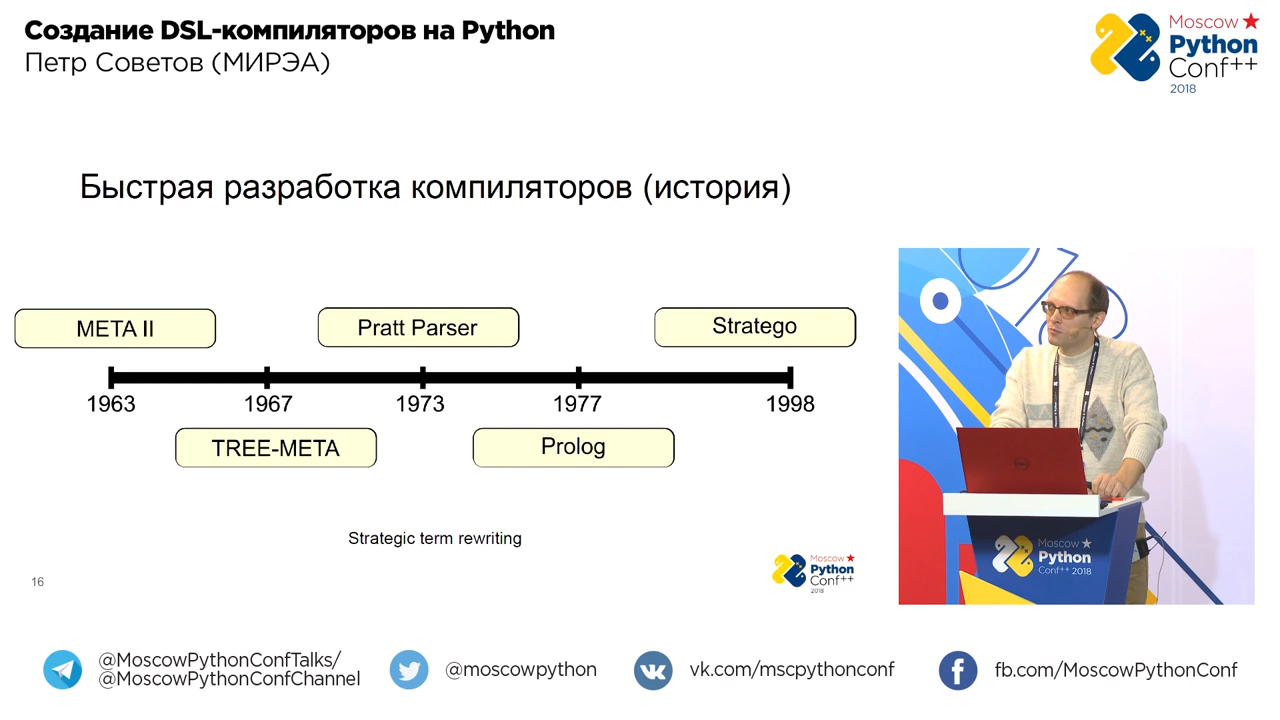 Создание DSL-компиляторов на Python
Петр Советов (МИРЭА)
Moscow
Python
Conf++
2018
Быстрая разработка компиляторов (история)
META II
Pratt Parser
Stratego
1963
1967
1973
1977
1998
TREE-META
Prolog
Strategic term rewriting
16
Moscow
Python
Conf++
2018
Moscow
Python
Conf++ 2018
@MoscowPythonConfTalks/
@MoscowPythonConfChannel
@moscowpython
vk.com/mscpythonconf
fb.com/MoscowPythonConf